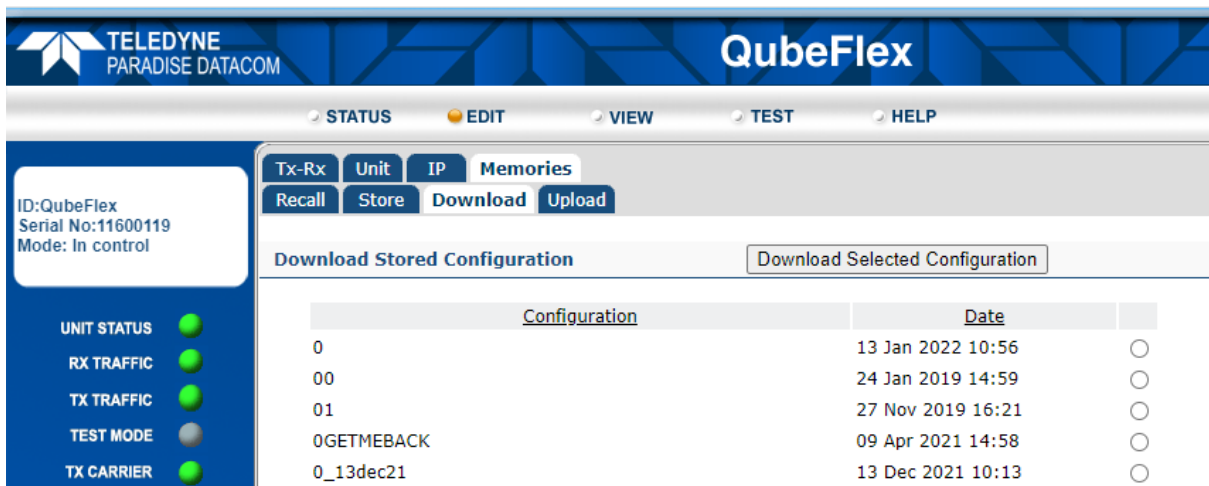 TELEDYNE
PARADISE DATACOM
QubeFlex
STATUS EDIT VIEW TEST HELP
ID:QubeFlex
Serial No:11600119
Mode: In control
UNIT STATUS
RX TRAFFIC
TX TRAFFIC
TEST MODE
TX CARRIER
Tx-Rx Unit IP Memories
Recall Store Download Upload
Download Stored Configuration Download Selected Configuration
Configuration Date
0 13 Jan 2022 10:56
00 24 Jan 2019 14:59
01 27 Nov 2019 16:21
0GETMEBACK 09 Apr 2021 14:58
0_13dec21 13 Dec 2021 10:13